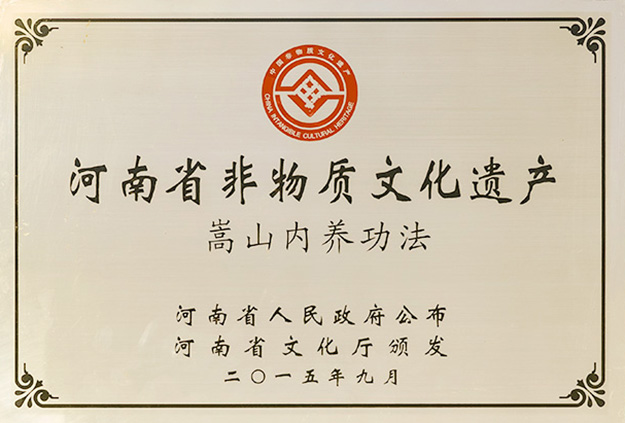 中国非物质文化遗产
CHINA INTANGIBLE CULTURAL HERITAGE
河南省非物质文化遗产
嵩山内养功法
河南省人民政府公布
河南省文化厅颁发
二〇一五年九月